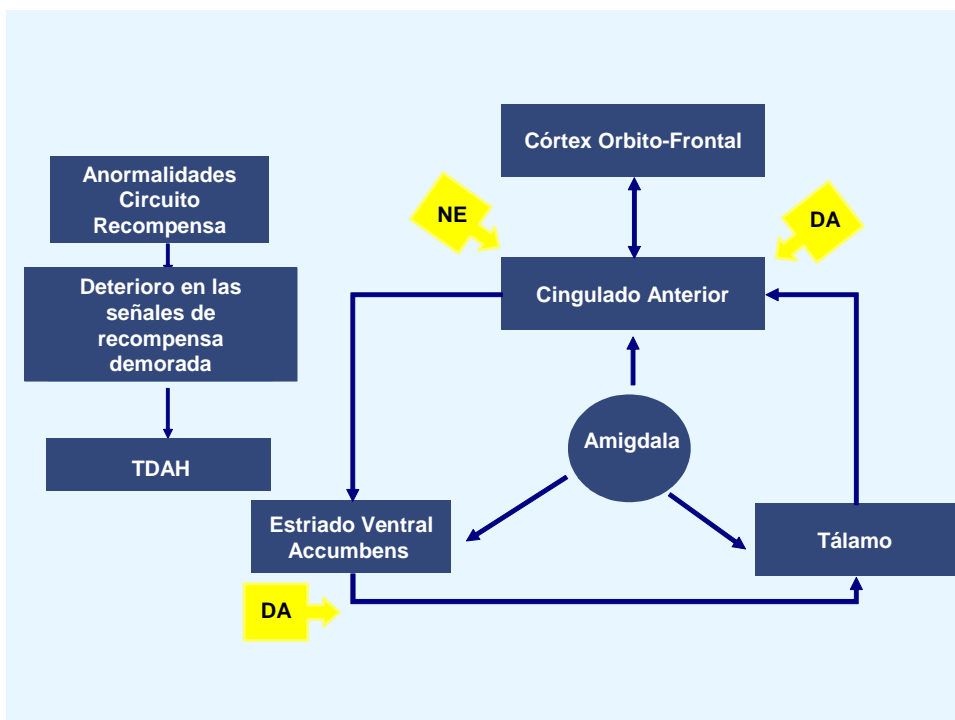 Anormalidades
Circuito
Recompensa
Deterioro en las
señales de
recompensa
demorada
TDAH
Córtex Orbito-Frontal
NE
DA
Cingulado Anterior
Amigdala
Estriado Ventral
Accumbens
Tálamo
DA